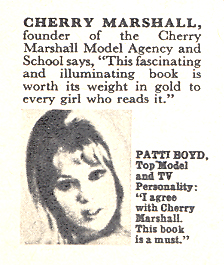 CHERRY MARSHALL,
founder of the Cherry
Marshall Model Agency and
School says, "This fascinating
and illuminating book is
worth its weight in gold to
every girl who reads it."
PATTI BOYD,
Top Model
and TV
Personality:
"I agree
with Cherry
Marshall.
This book
is a must."